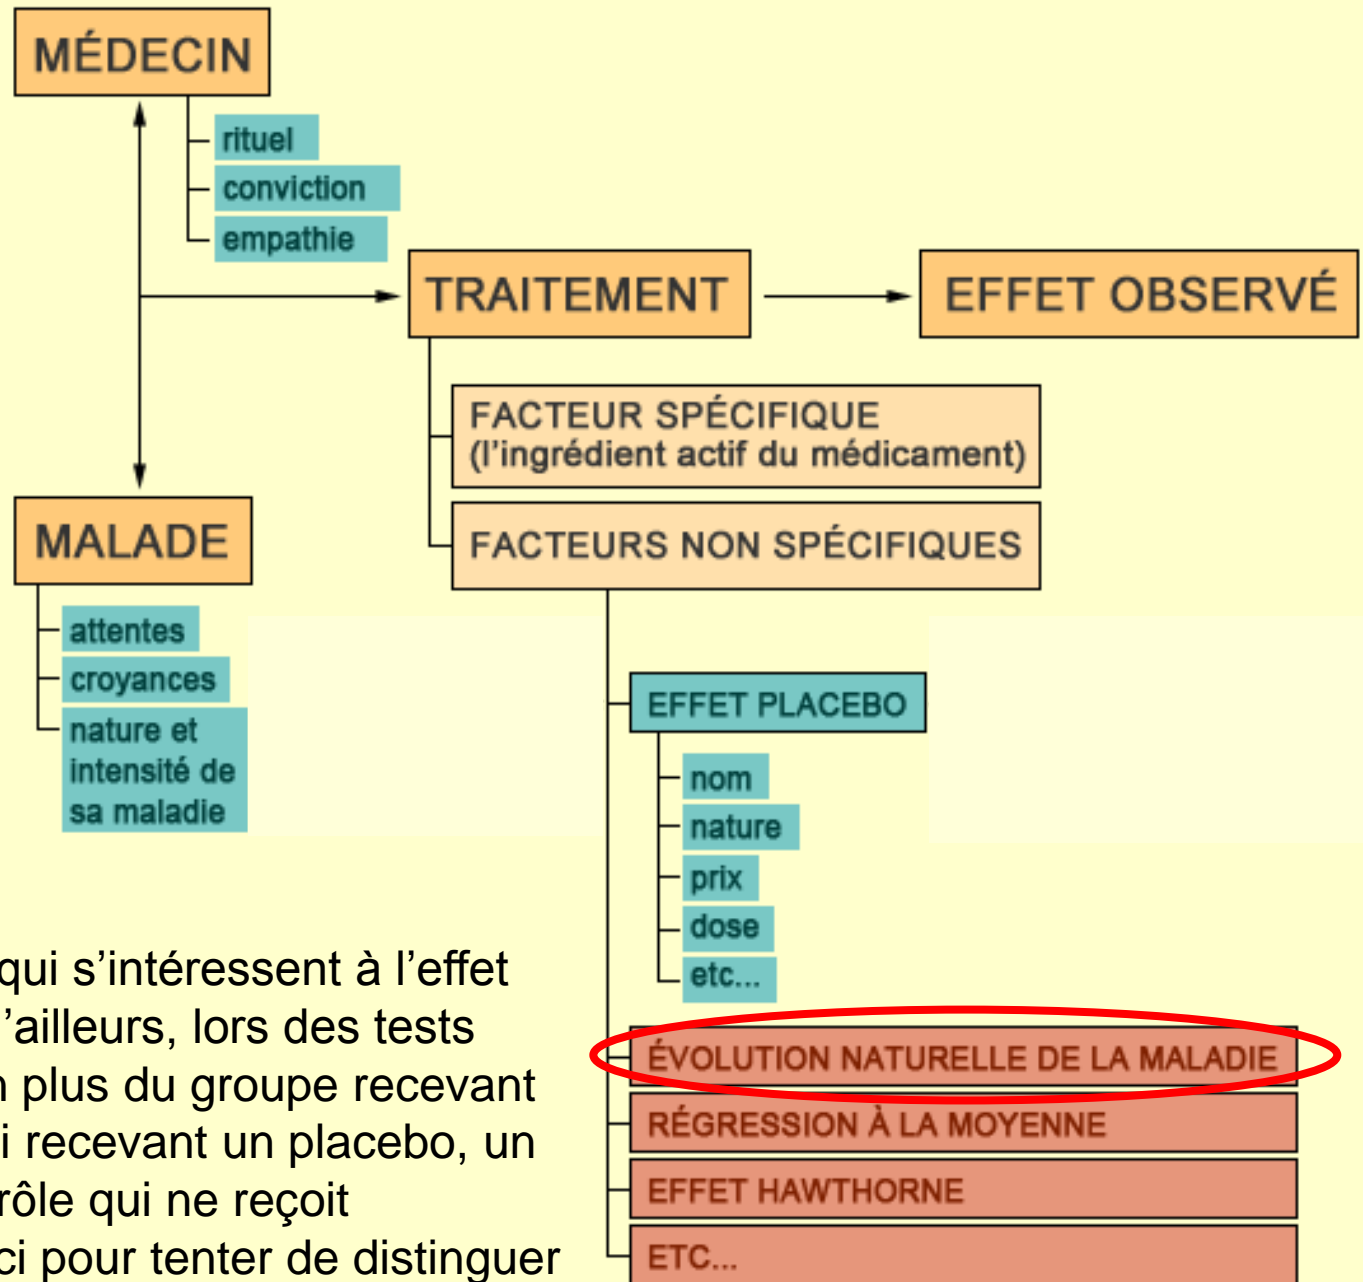 MÉDECIN
rituel
conviction
empathie
TRAITEMENT
EFFET OBSERVÉ
FACTEUR SPÉCIFIQUE
(l'ingrédient actif du médicament)
FACTEURS NON SPÉCIFIQUES
MALADE
attentes
croyances
nature et
intensité de
sa maladie
EFFET PLACEBO
nom
nature
prix
dose
etc...
ÉVOLUTION NATURELLE DE LA MALADIE
RÉGRESSION À LA MOYENNE
EFFET HAWTHORNE
ETC...
qui s’intéressent à l’effet
’ailleurs, lors des tests
plus du groupe recevant
recevant un placebo, un
rôle qui ne reçoit
ci pour tenter de distinguer